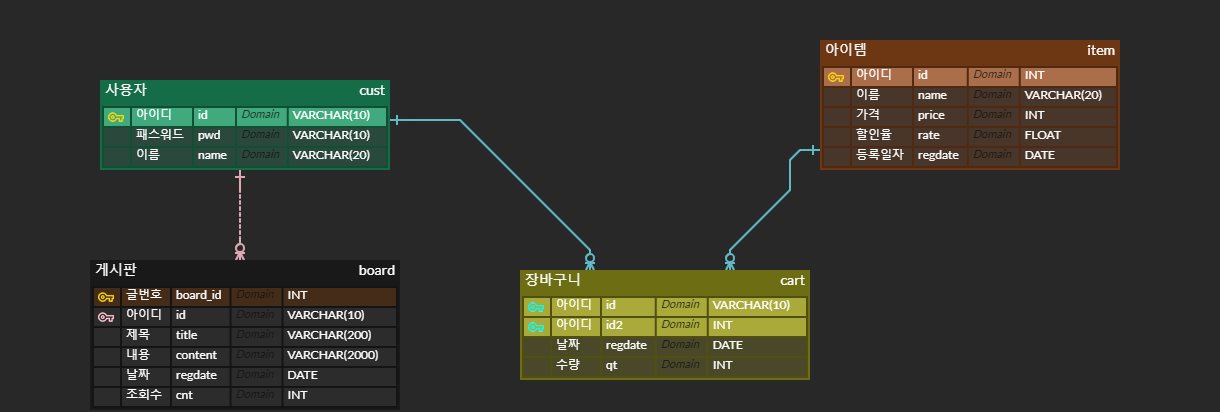 사용자 cust
아이디 id Domain VARCHAR(10)
패스워드 pwd Domain VARCHAR(10)
이름 name Domain VARCHAR(20)
아이템 item
아이디 id Domain INT
이름 name Domain VARCHAR(20)
가격 price Domain INT
할인율 rate Domain FLOAT
등록일자 regdate Domain DATE
게시판 board
글번호 board_id Domain INT
아이디 id Domain VARCHAR(10)
제목 title Domain VARCHAR(200)
내용 content Domain VARCHAR(2000)
날짜 regdate Domain DATE
조회수 cnt Domain INT
장바구니 cart
아이디 id Domain VARCHAR(10)
아이디 id2 Domain INT
날짜 regdate Domain DATE
수량 qt Domain INT